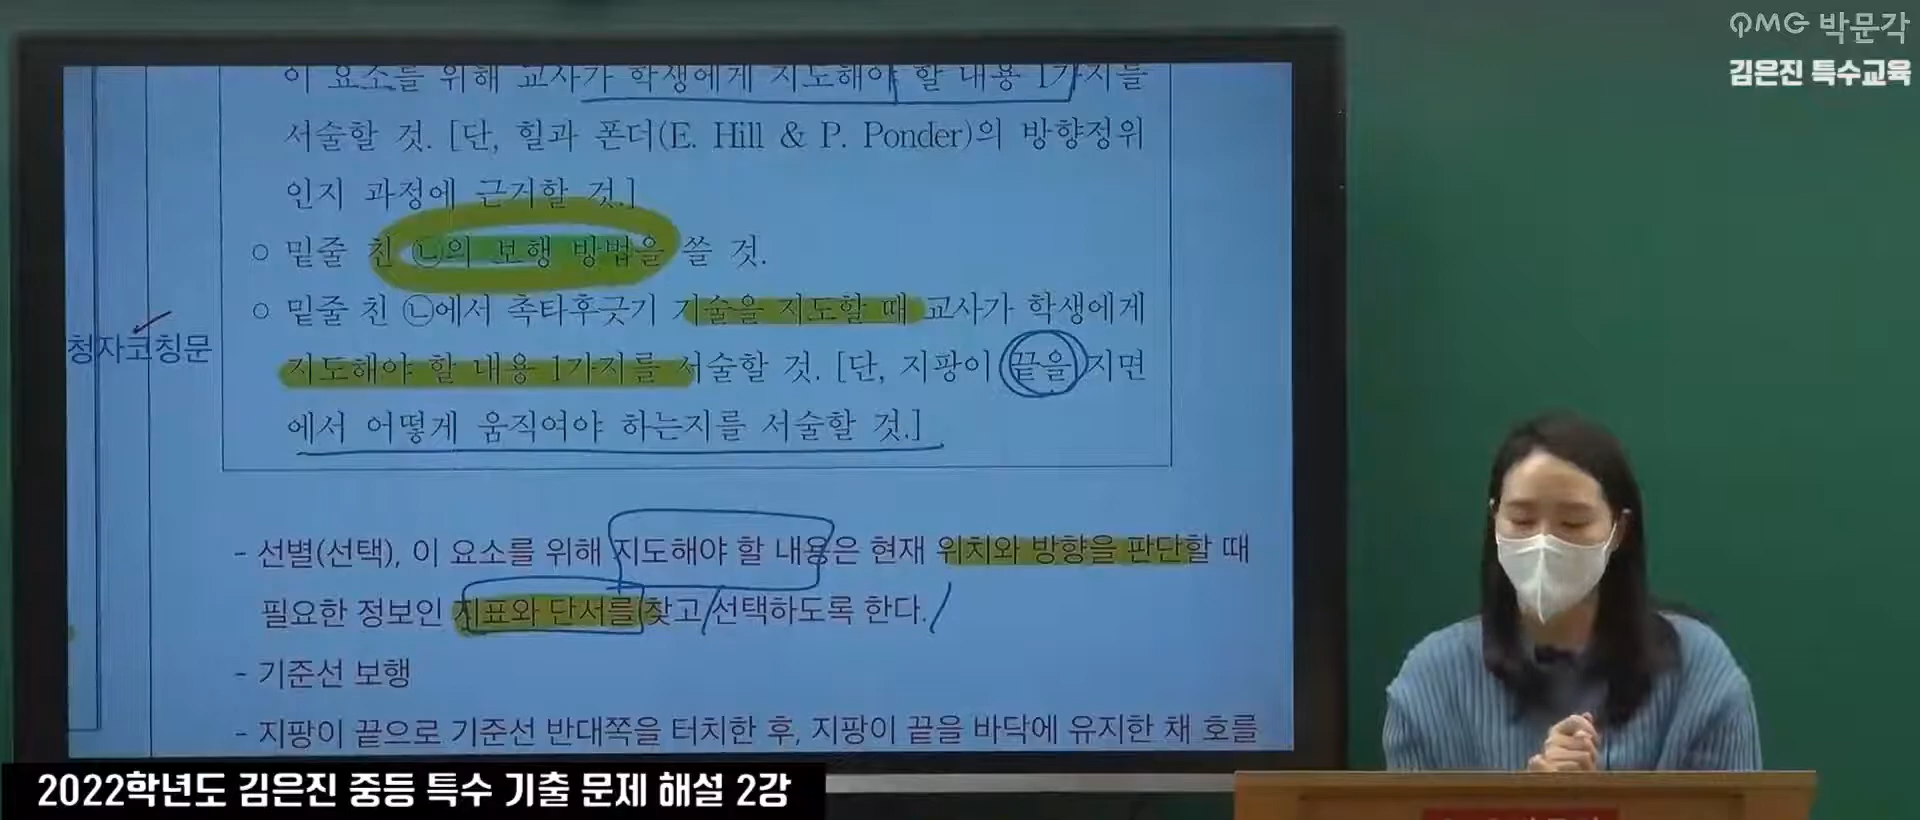 PMG 박문각
김은진 특수교육
이 요소를 위해 교사가 학생에게 지도해야 할 내용 1가지를
서술할 것. [단, 힐과 폰더(E. Hill & P. Ponder)의 방향정위
인지 과정에 근거할 것.]
○ 밑줄 친 ㉡의 보행 방법을 쓸 것.
○ 밑줄 친 ㉡에서 촉타후긋기 기술을 지도할 때 교사가 학생에게
지도해야 할 내용 1가지를 서술할 것. [단, 지팡이 끝을 지면
에서 어떻게 움직여야 하는지를 서술할 것.]
청자코칭문
- 선별(선택), 이 요소를 위해 지도해야 할 내용은 현재 위치와 방향을 판단할 때
필요한 정보인 지표와 단서를 찾고 선택하도록 한다.
- 기준선 보행
- 지팡이 끝으로 기준선 반대쪽을 터치한 후, 지팡이 끝을 바닥에 유지한 채 호를
2022학년도 김은진 중등 특수 기출 문제 해설 2강